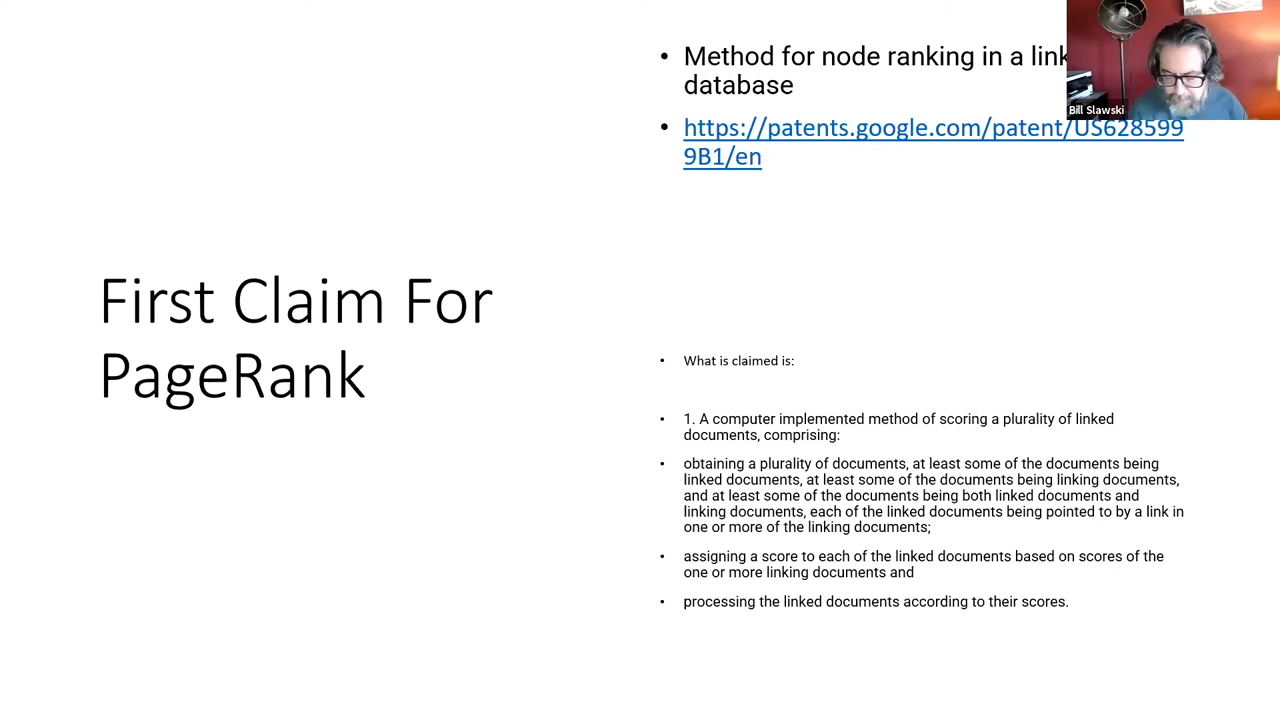 First Claim For
PageRank
• Method for node ranking in a
database
• https://patents.google.com/patent/US628599
9B1/en
Bill Slawski
• What is claimed is:
• 1. A computer implemented method of scoring a plurality of linked
documents, comprising:
• obtaining a plurality of documents, at least some of the documents being
linked documents, at least some of the documents being linking documents,
and at least some of the documents being both linked documents and
linking documents, each of the linked documents being pointed to by a link in
one or more of the linking documents;
• assigning a score to each of the linked documents based on scores of the
one or more linking documents and
• processing the linked documents according to their scores.